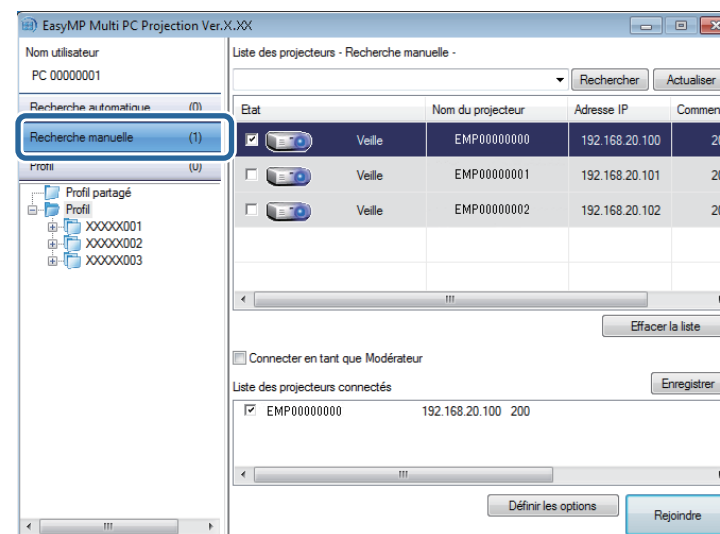 EasyMP Multi PC Projection Ver.X.XX
Nom utilisateur
PC 00000001
Recherche automatique (0)
Recherche manuelle (1)
Profil (0)
Profil partagé
Profil
XXXXX001
XXXXX002
XXXXX003
Liste des projecteurs - Recherche manuelle -
Rechercher Actualiser
Etat Nom du projecteur Adresse IP Commen
Veille EMP00000000 192.168.20.100 20
Veille EMP00000001 192.168.20.101 20
Veille EMP00000002 192.168.20.102 20
Effacer la liste
Connecter en tant que Modérateur
Liste des projecteurs connectés Enregistrer
EMP00000000 192.168.20.100 200
Définir les options Rejoindre